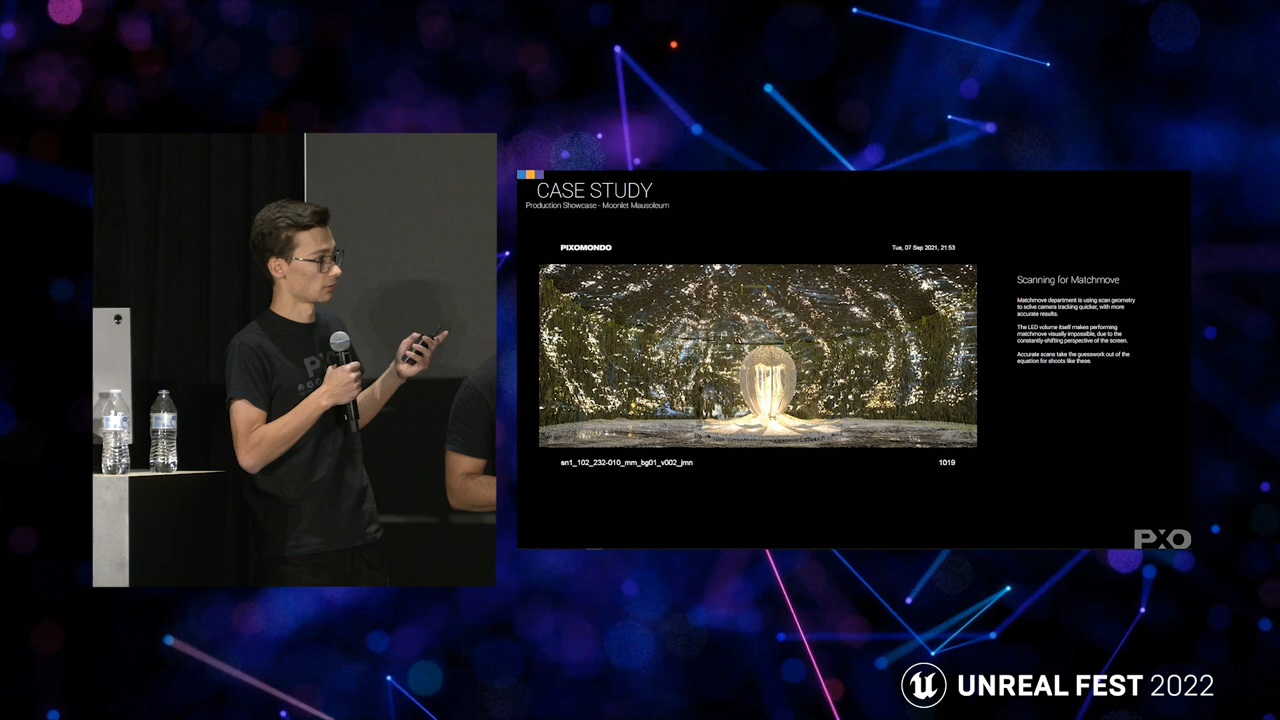 CASE STUDY
Production Showcase - Moonlet Mausoleum
PIXOMONDO
Tue, 07 Sep 2021, 21:53
Scanning for Matchmove
Matchmove department is using scan geometry
to solve camera tracking quicker, with more
accurate results.
The LED volume itself makes performing
matchmove visually impossible, due to the
constantly-shifting perspective of the screen.
Accurate scans take the guesswork out of the
equation for shoots like these.
sn1_102_232-010_mm_bg01_v002_jmn
1019
PXO
UNREAL FEST 2022